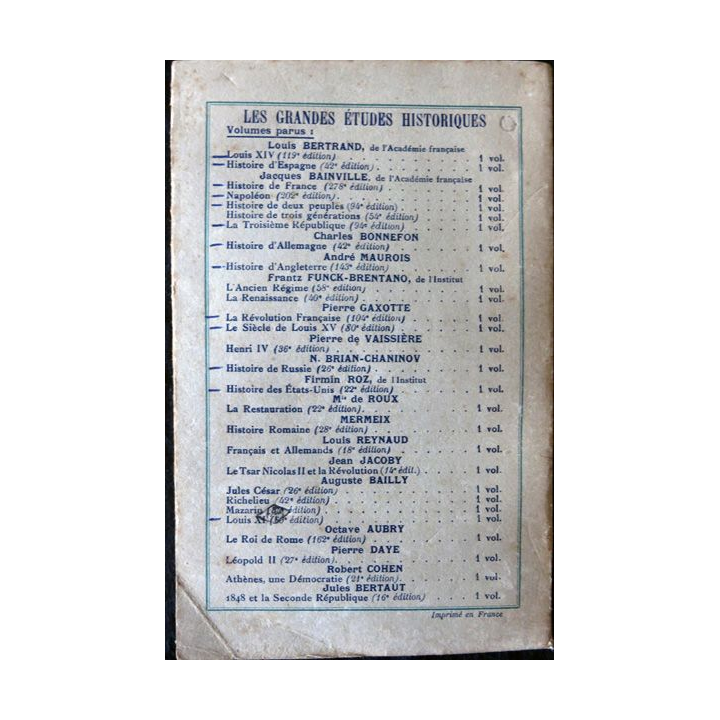 LES GRANDES ÉTUDES HISTORIQUES
Volumes parus :
Louis BERTRAND, de l'Académie française
Louis XIV (119e édition) . . . . . . . . . . . 1 vol.
Histoire d'Espagne (42e édition) . . . . . . . . 1 vol.
Jacques BAINVILLE, de l'Académie française
Histoire de France (278e édition) . . . . . . . . 1 vol.
Napoléon (202e édition) . . . . . . . . . . . 1 vol.
Histoire de deux peuples (94e édition) . . . . . . 1 vol.
Histoire de trois générations (54e édition) . . . . . 1 vol.
La Troisième République (94e édition) . . . . . . 1 vol.
Charles BONNEFON
Histoire d'Allemagne (42e édition) . . . . . . . 1 vol.
André MAUROIS
Histoire d'Angleterre (143e édition) . . . . . . . 1 vol.
Frantz FUNCK-BRENTANO, de l'Institut
L'Ancien Régime (58e édition) . . . . . . . . . 1 vol.
La Renaissance (40e édition) . . . . . . . . . 1 vol.
Pierre GAXOTTE
La Révolution Française (104e édition) . . . . . . 1 vol.
Le Siècle de Louis XV (80e édition) . . . . . . . 1 vol.
Pierre de VAISSIÈRE
Henri IV (36e édition) . . . . . . . . . . . 1 vol.
N. BRIAN-CHANINOV
Histoire de Russie (26e édition) . . . . . . . . 1 vol.
Firmin ROZ, de l'Institut
Histoire des États-Unis (22e édition) . . . . . . . 1 vol.
Mis de ROUX
La Restauration (22e édition) . . . . . . . . . 1 vol.
MERMEIX
Histoire Romaine (28e édition) . . . . . . . . . 1 vol.
Louis REYNAUD
Français et Allemands (18e édition) . . . . . . . 1 vol.
Jean JACOBY
Le Tsar Nicolas II et la Révolution (14e édit.) . . . . 1 vol.
Auguste BAILLY
Jules César (26e édition) . . . . . . . . . . 1 vol.
Richelieu (42e édition) . . . . . . . . . . . 1 vol.
Mazarin édition) . . . . . . . . . . . 1 vol.
Louis XI édition) . . . . . . . . . . . 1 vol.
Octave AUBRY
Le Roi de Rome (162e édition) . . . . . . . . . 1 vol.
Pierre DAYE
Léopold II (27e édition) . . . . . . . . . . . 1 vol.
Robert COHEN
Athènes, une Démocratie (21e édition) . . . . . . 1 vol.
Jules BERTAUT
1848 et la Seconde République (16e édition) . . . . 1 vol.
Imprimé en France